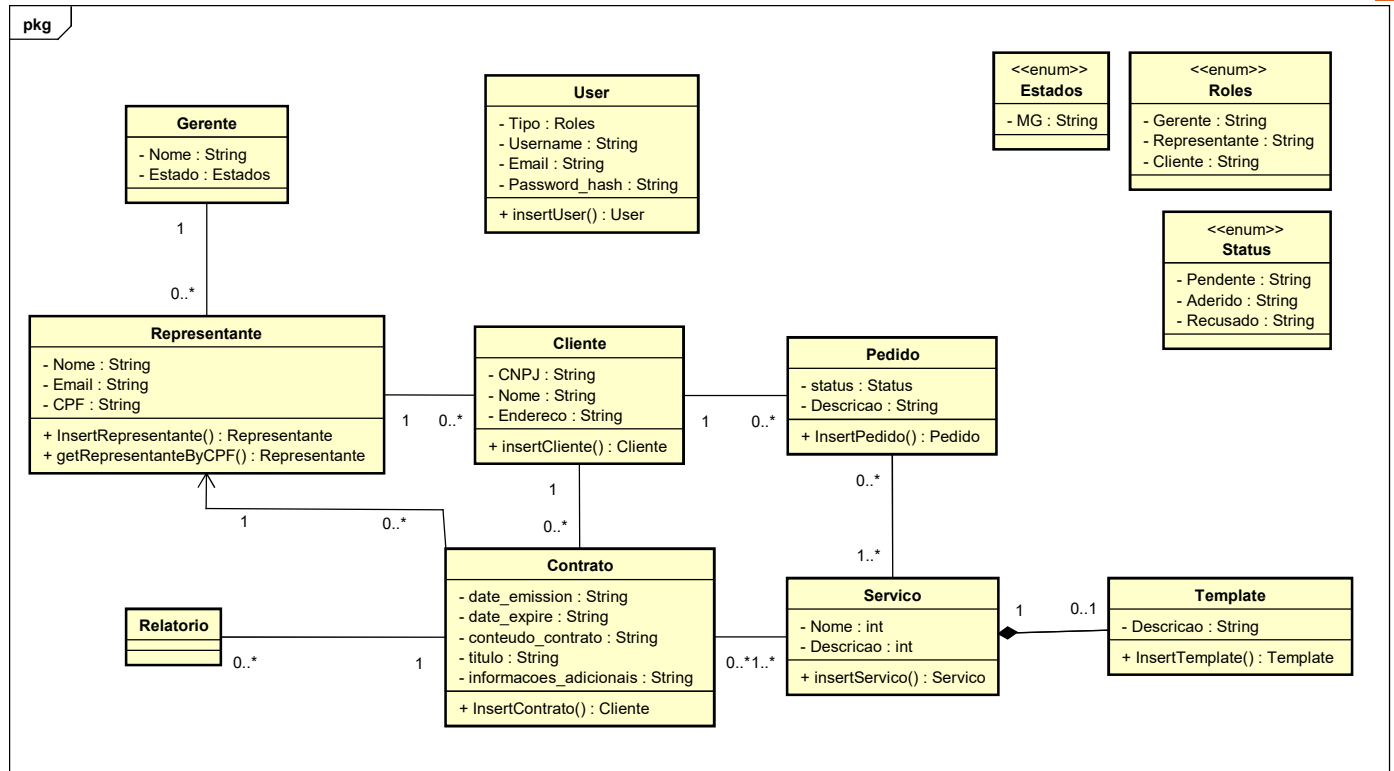 pkg
Gerente
- Nome : String
- Estado : Estados
User
- Tipo : Roles
- Username : String
- Email : String
- Password_hash : String
+ insertUser() : User
<<enum>>
Estados
- MG : String
<<enum>>
Roles
- Gerente : String
- Representante : String
- Cliente : String
<<enum>>
Status
- Pendente : String
- Aderido : String
- Recusado : String
1
0..*
Representante
- Nome : String
- Email : String
- CPF : String
+ InsertRepresentante() : Representante
+ getRepresentanteByCPF() : Representante
1
0..*
Cliente
- CNPJ : String
- Nome : String
- Endereco : String
+ insertCliente() : Cliente
1
0..*
Pedido
- status : Status
- Descricao : String
+ InsertPedido() : Pedido
1
0..*
1
0..*
0..*
1..*
Contrato
- date_emission : String
- date_expire : String
- conteudo_contrato : String
- titulo : String
- informacoes_adicionais : String
+ InsertContrato() : Cliente
Relatorio
0..*
1
0..*
1..*
Servico
- Nome : int
- Descricao : int
+ insertServico() : Servico
1
0..1
Template
- Descricao : String
+ InsertTemplate() : Template